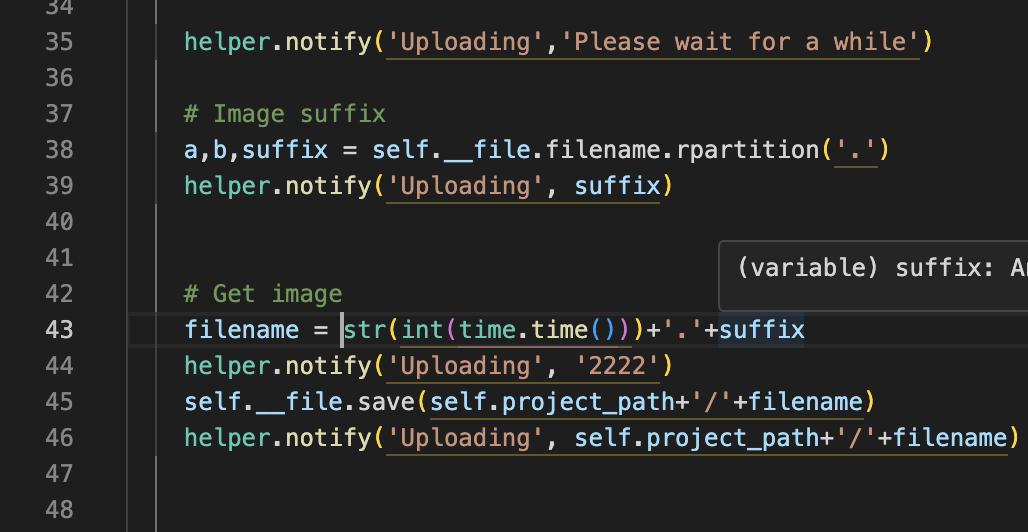 34
35 helper.notify('Uploading','Please wait for a while')
36
37 # Image suffix
38 a,b,suffix = self.__file.filename.rpartition('.')
39 helper.notify('Uploading', suffix)
40
41
(variable) suffix:
42 # Get image
43 filename = str(int(time.time()))+'.'+suffix
44 helper.notify('Uploading', '2222')
45 self.__file.save(self.project_path+'/'+filename)
46 helper.notify('Uploading', self.project_path+'/'+filename)
47
48